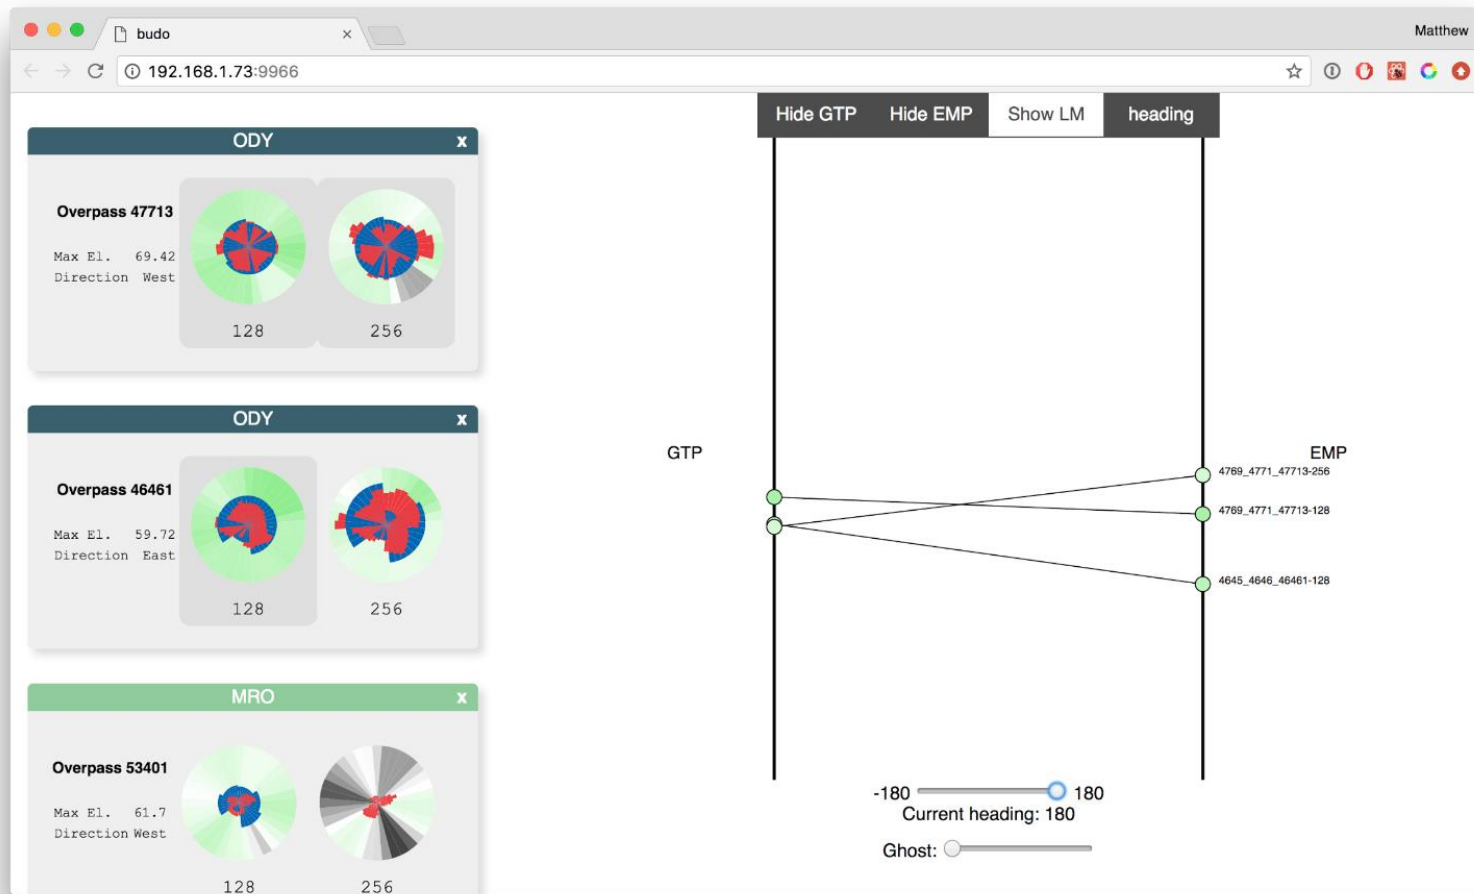 budo
×
Matthew
192.168.1.73:9966
Hide GTP Hide EMP Show LM heading
ODY x
Overpass 47713
Max El. 69.42
Direction West
128 256
ODY x
Overpass 46461
Max El. 59.72
Direction East
128 256
MRO x
Overpass 53401
Max El. 61.7
Direction West
128 256
GTP
EMP
4769_4771_47713-256
4769_4771_47713-128
4645_4646_46461-128
-180 180
Current heading: 180
Ghost: